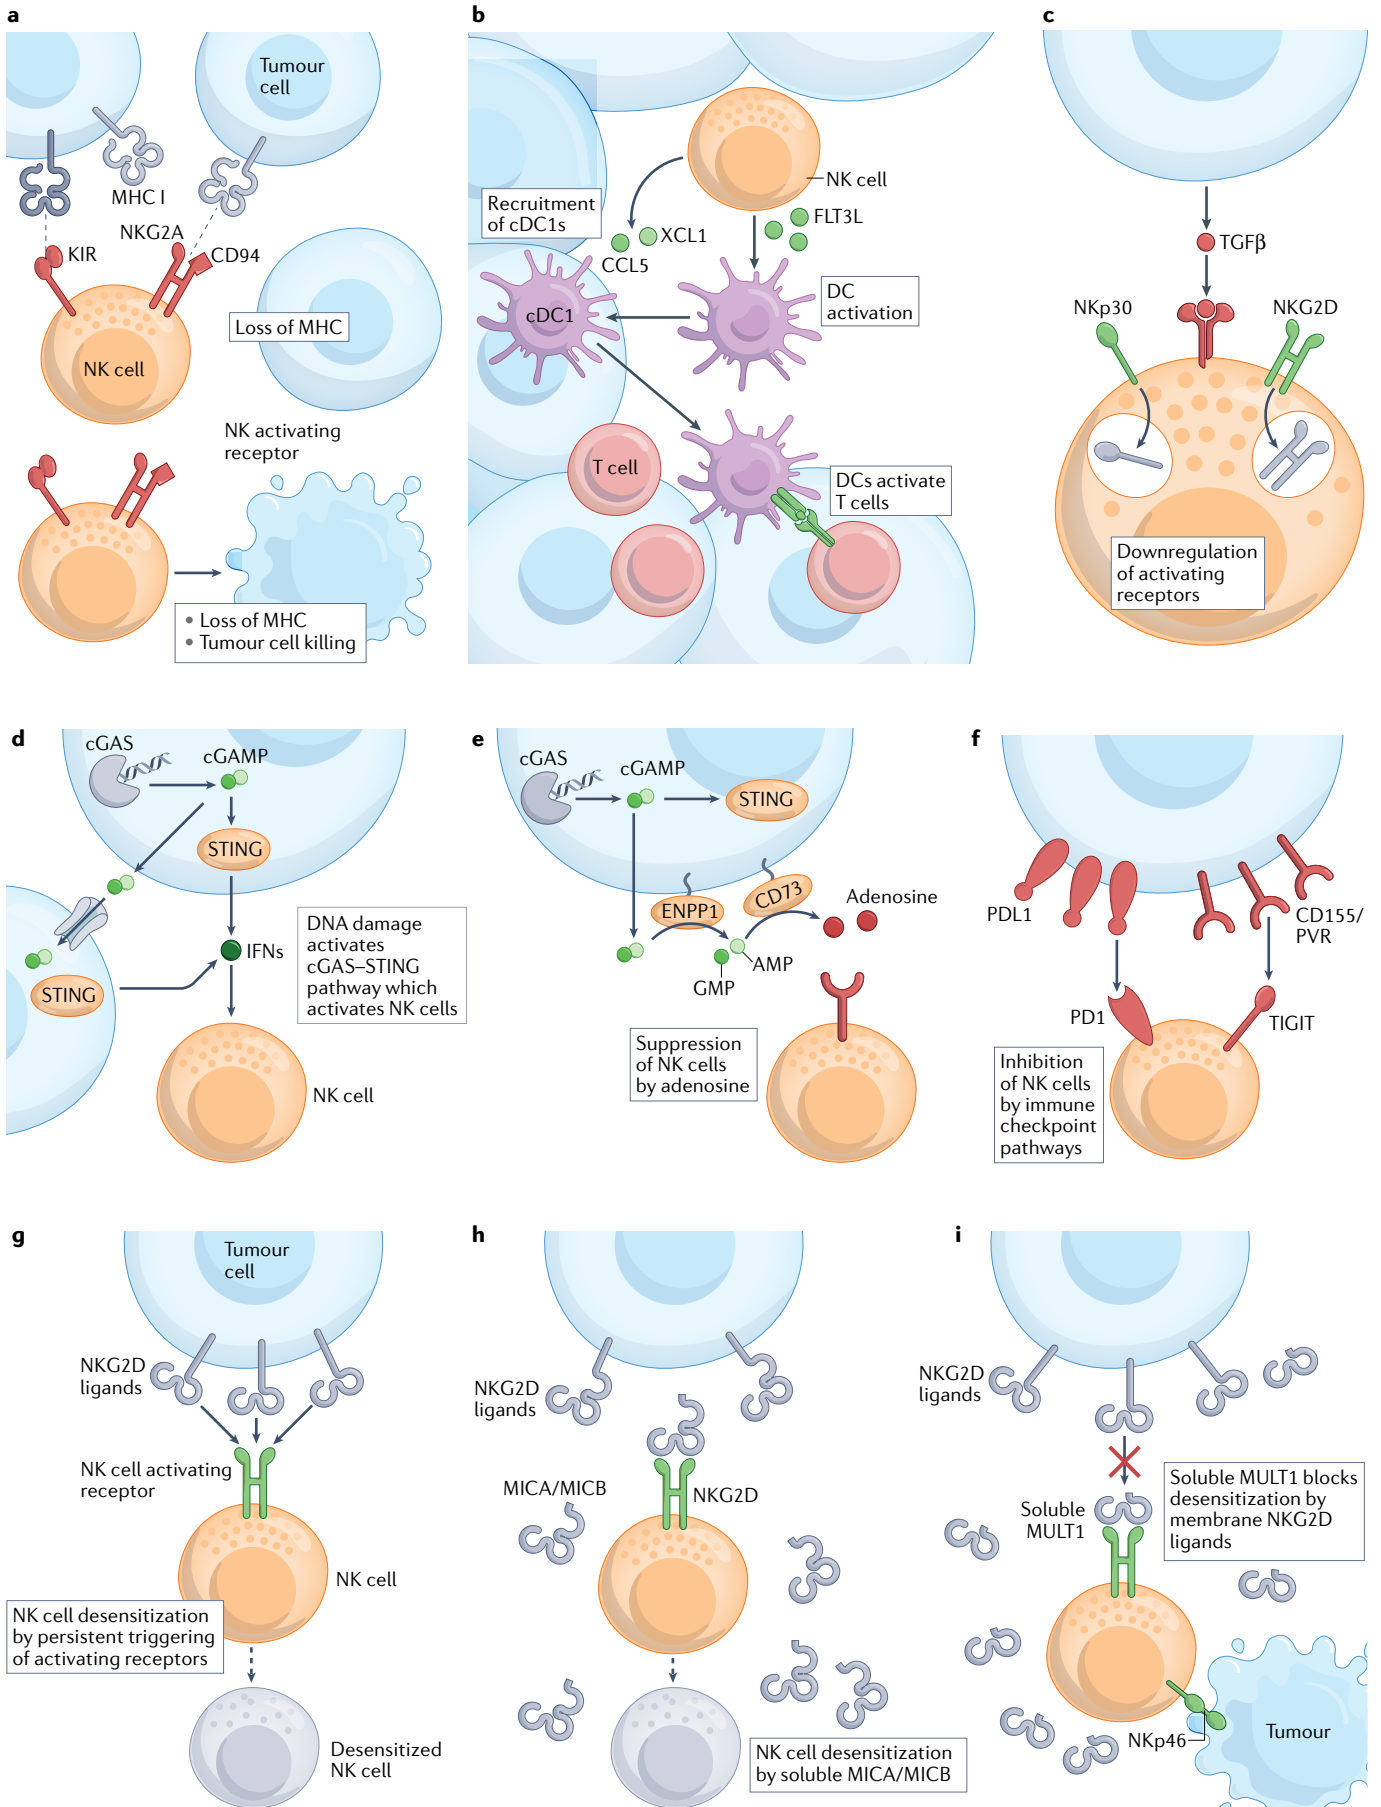 a
Tumour
cell
MHC I
NKG2A
KIR
CD94
Loss of MHC
NK cell
NK activating
receptor
• Loss of MHC
• Tumour cell killing
b
NK cell
Recruitment
of cDC1s
FLT3L
XCL1
CCL5
DC
activation
cDC1
T cell
DCs activate
T cells
c
TGFβ
NKp30
NKG2D
Downregulation
of activating
receptors
d
cGAS
cGAMP
STING
DNA damage
activates
cGAS–STING
pathway which
activates NK cells
IFNs
STING
NK cell
e
cGAS
cGAMP
STING
ENPP1
CD73
Adenosine
AMP
GMP
Suppression
of NK cells
by adenosine
f
PDL1
CD155/
PVR
PD1
TIGIT
Inhibition
of NK cells
by immune
checkpoint
pathways
g
Tumour
cell
NKG2D
ligands
NK cell activating
receptor
NK cell
NK cell desensitization
by persistent triggering
of activating receptors
Desensitized
NK cell
h
NKG2D
ligands
MICA/MICB
NKG2D
NK cell desensitization
by soluble MICA/MICB
i
NKG2D
ligands
Soluble
MULT1
Soluble MULT1 blocks
desensitization by
membrane NKG2D
ligands
NKp46
Tumour